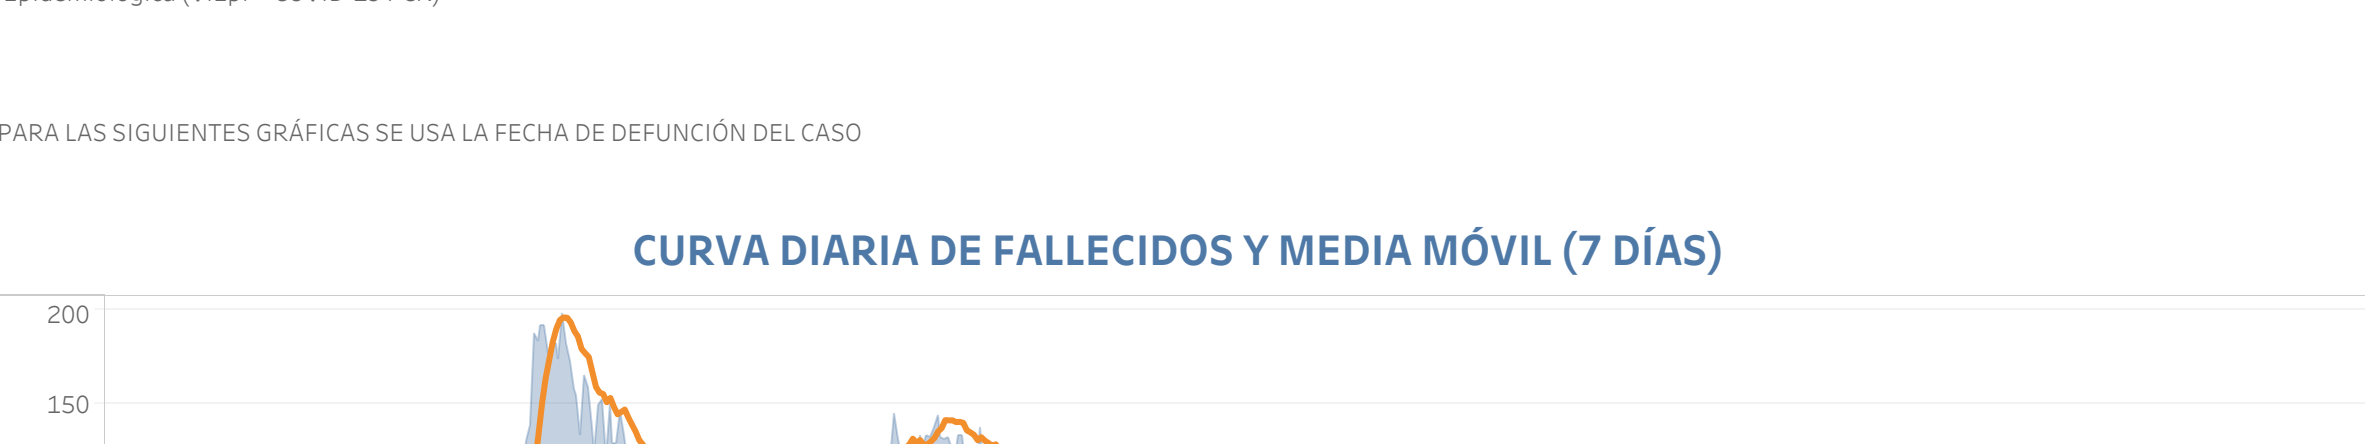 PARA LAS SIGUIENTES GRÁFICAS SE USA LA FECHA DE DEFUNCIÓN DEL CASO
CURVA DIARIA DE FALLECIDOS Y MEDIA MÓVIL (7 DÍAS)
200
150